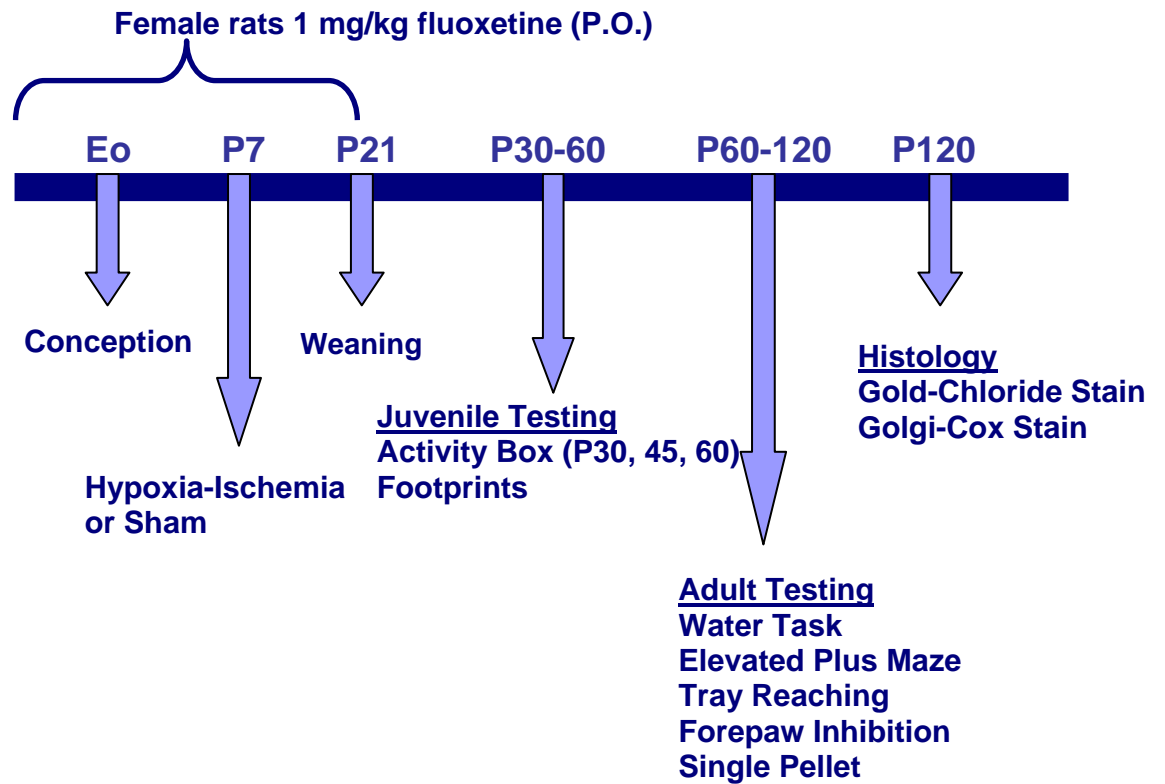 Female rats 1 mg/kg fluoxetine (P.O.)
Eo P7 P21 P30-60 P60-120 P120
Conception
Weaning
Hypoxia-Ischemia
or Sham
Juvenile Testing
Activity Box (P30, 45, 60)
Footprints
Histology
Gold-Chloride Stain
Golgi-Cox Stain
Adult Testing
Water Task
Elevated Plus Maze
Tray Reaching
Forepaw Inhibition
Single Pellet